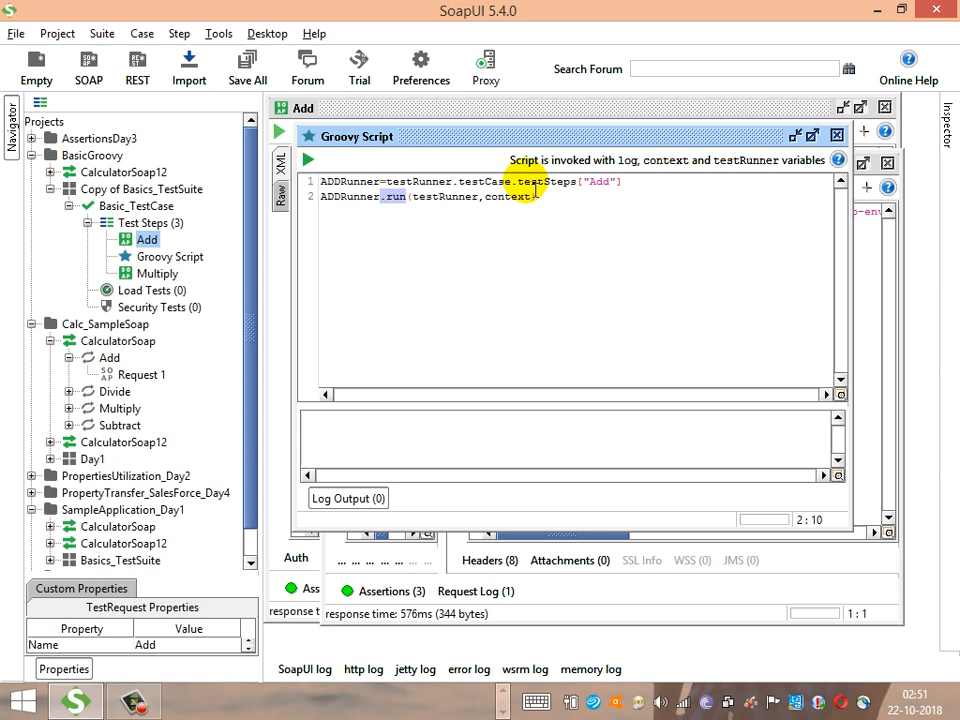 SoapUI 5.4.0
File Project Suite Case Step Tools Desktop Help
Empty SOAP REST Import Save All Forum Trial Preferences Proxy Search Forum Online Help
Navigator
Projects
AssertionsDay3
BasicGroovy
CalculatorSoap12
Copy of Basics_TestSuite
Basic_TestCase
Test Steps (3)
Add
Groovy Script
Multiply
Load Tests (0)
Security Tests (0)
Calc_SampleSoap
CalculatorSoap
Add
Request 1
Divide
Multiply
Subtract
CalculatorSoap12
Day1
PropertiesUtilization_Day2
PropertyTransfer_SalesForce_Day4
SampleApplication_Day1
CalculatorSoap
CalculatorSoap12
Basics_TestSuite
Custom Properties
TestRequest Properties
Property Value
Name Add
Properties
Add
Groovy Script
Script is invoked with log, context and testRunner variables
XML
Raw
1 ADDRunner=testRunner.testCase.testSteps["Add"]
2 ADDRunner.run(testRunner,context)
Log Output (0)
2 : 10
Auth
Headers (8) Attachments (0) SSL Info WSS (0) JMS (0)
Ass
Assertions (3) Request Log (1)
response t
response time: 576ms (344 bytes)
1 : 1
SoapUI log http log jetty log error log wsrm log memory log
Inspector
02:51
22-10-2018